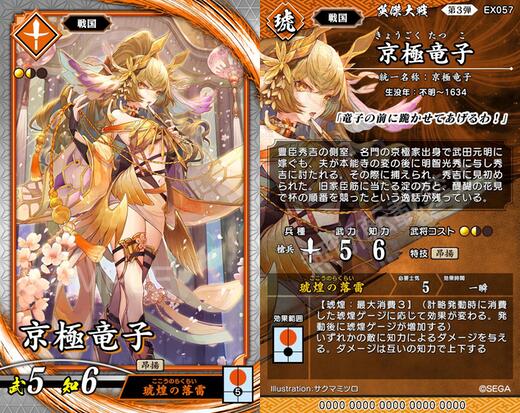 戦国
京極竜子
昂揚
武5 知6
こうこうのらくらい
琥煌の落雷
5
琥
戦国
英傑大戦
第3弾
EX057
きょうごく たつ こ
京極竜子
統一名称：京極竜子
生没年：不明～1634
「竜子の前に跪かせてあげるわ！」
豊臣秀吉の側室。名門の京極家出身で武田元明に
嫁ぐも、夫が本能寺の変の後に明智光秀に与し秀
吉に討たれる。その際に捕えられ、秀吉に見初め
られた。旧家臣筋に当たる淀の方と、醍醐の花見
で杯の順番を競ったという逸話が残っている。
兵種 武力 知力 武将コスト
槍兵 5 6 特技 昂揚
こうこうのらくらい 必要士気 効果時間
琥煌の落雷 5 一瞬
効果範囲
【琥煌：最大消費3】（計略発動時に消費
した琥煌ゲージに応じて効果が変わる。発
動後に琥煌ゲージが増加する）
いずれかの敵に知力によるダメージを与え
る。ダメージは互いの知力で上下する
Illustration：サクマミツロ
©SEGA
0000 0000 0000 0000 0000